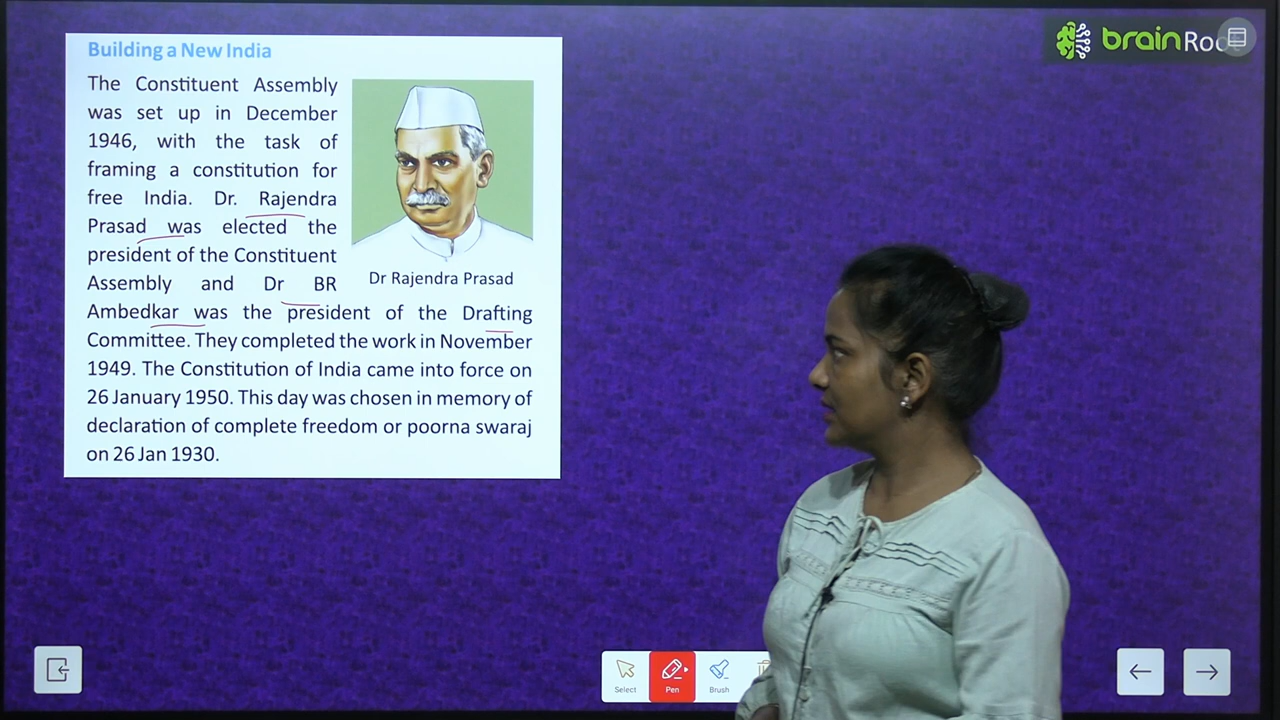 Building a New India
The Constituent Assembly
was set up in December
1946, with the task of
framing a constitution for
free India. Dr. Rajendra
Prasad was elected the
president of the Constituent
Assembly and Dr BR
Ambedkar was the president of the Drafting
Committee. They completed the work in November
1949. The Constitution of India came into force on
26 January 1950. This day was chosen in memory of
declaration of complete freedom or poorna swaraj
on 26 Jan 1930.
Dr Rajendra Prasad
brain
Select
Pen
Brush